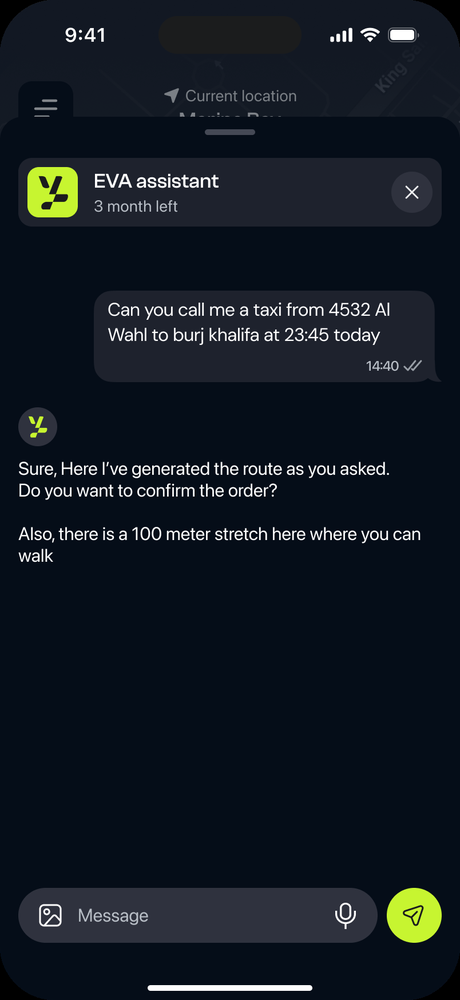 9:41
King S
Current location
EVA assistant
3 month left
Can you call me a taxi from 4532 Al
Wahl to burj khalifa at 23:45 today
14:40
Sure, Here I've generated the route as you asked.
Do you want to confirm the order?
Also, there is a 100 meter stretch here where you can
walk
Message